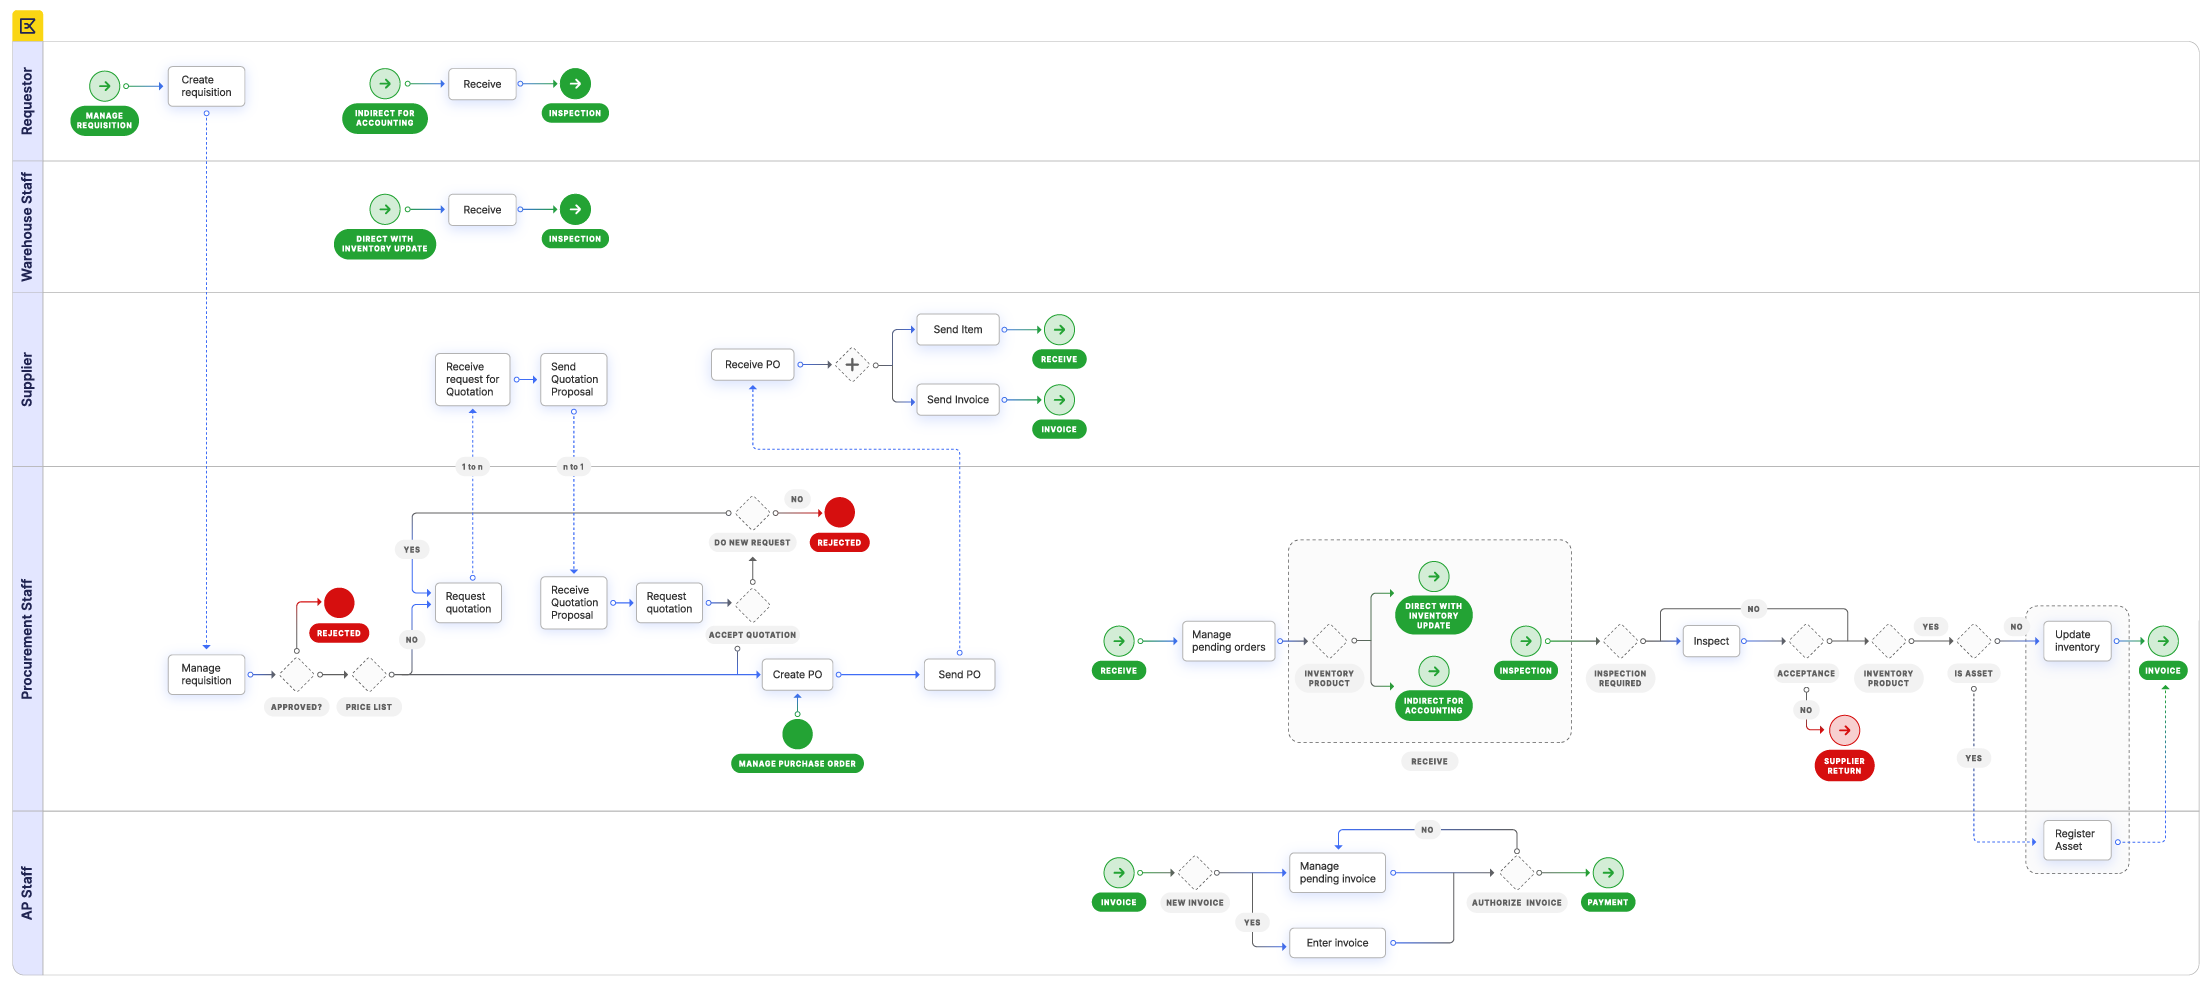 Requestor
MANAGE
REQUISITION
Create
requisition
INDIRECT FOR
ACCOUNTING
Receive
INSPECTION
Warehouse Staff
DIRECT WITH
INVENTORY UPDATE
Receive
INSPECTION
Supplier
Receive
request for
Quotation
Send
Quotation
Proposal
Receive PO
Send Item
RECEIVE
Send Invoice
INVOICE
1 to n
n to 1
Procurement Staff
Manage
requisition
APPROVED?
REJECTED
PRICE LIST
YES
NO
Request
quotation
Receive
Quotation
Proposal
Request
quotation
ACCEPT QUOTATION
DO NEW REQUEST
NO
REJECTED
Create PO
MANAGE PURCHASE ORDER
Send PO
RECEIVE
Manage
pending orders
INVENTORY
PRODUCT
DIRECT WITH
INVENTORY
UPDATE
INDIRECT FOR
ACCOUNTING
RECEIVE
INSPECTION
INSPECTION
REQUIRED
NO
Inspect
ACCEPTANCE
NO
SUPPLIER
RETURN
INVENTORY
PRODUCT
YES
IS ASSET
NO
YES
Update
inventory
INVOICE
AP Staff
Register
Asset
INVOICE
NEW INVOICE
YES
Manage
pending invoice
Enter invoice
NO
AUTHORIZE INVOICE
PAYMENT